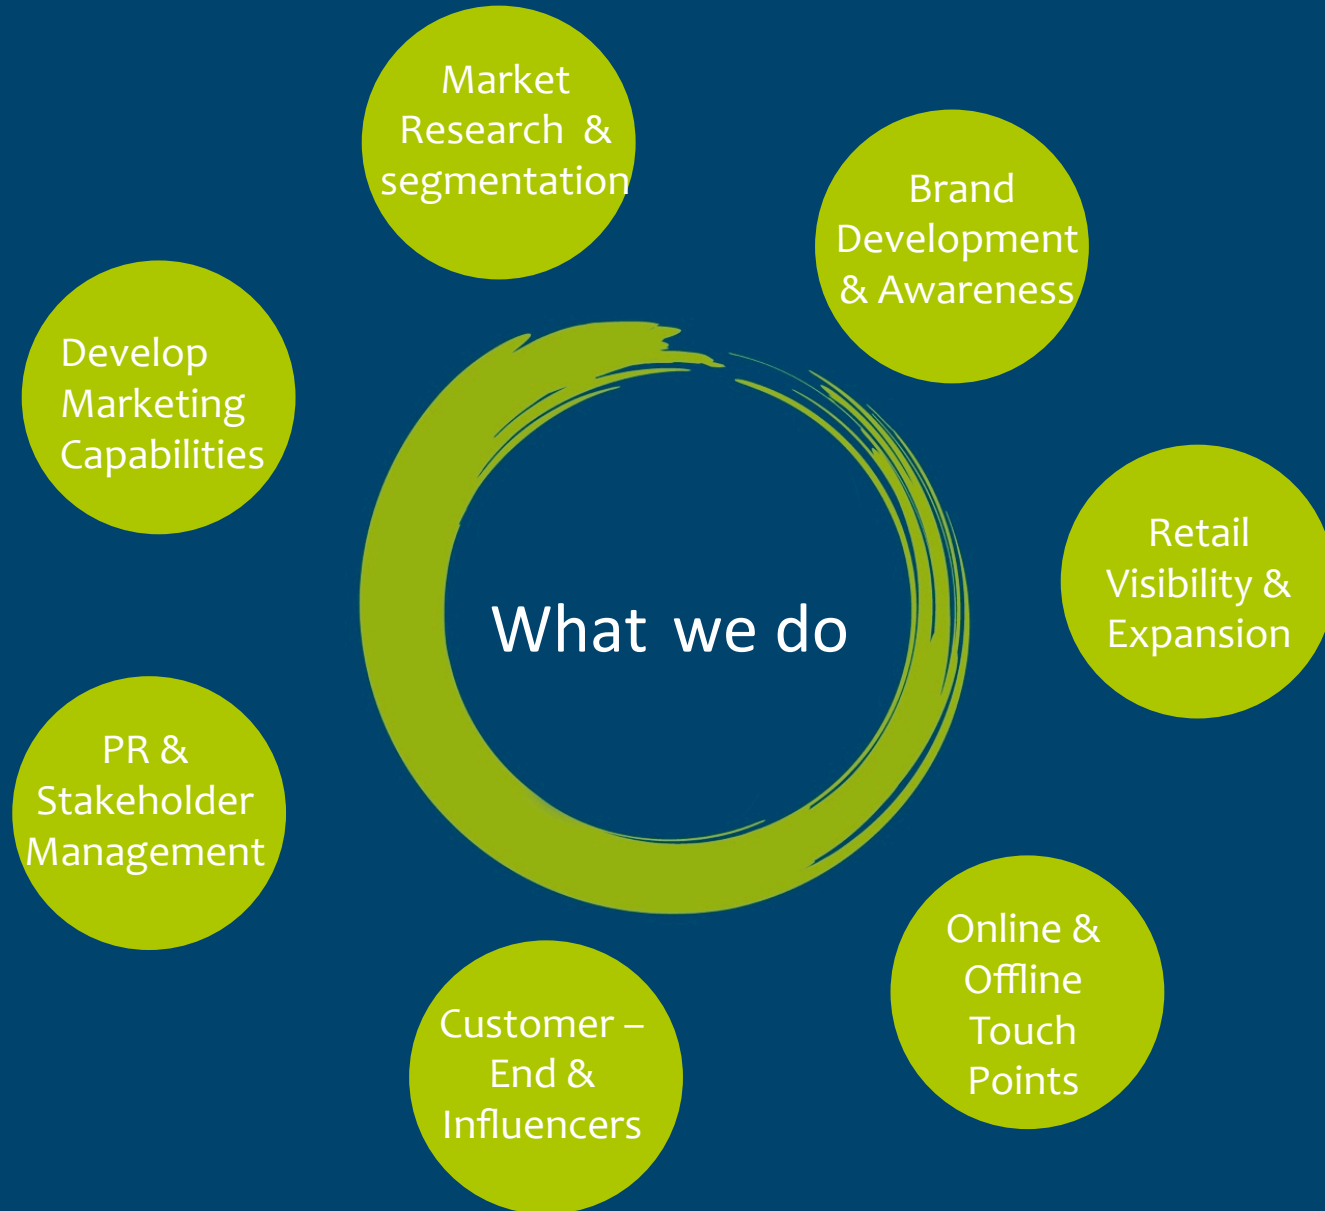 Market
Research &
segmentation
Brand
Development
& Awareness
Develop
Marketing
Capabilities
Retail
Visibility &
Expansion
What we do
PR &
Stakeholder
Management
Online &
Offline
Touch
Points
Customer –
End &
Influencers